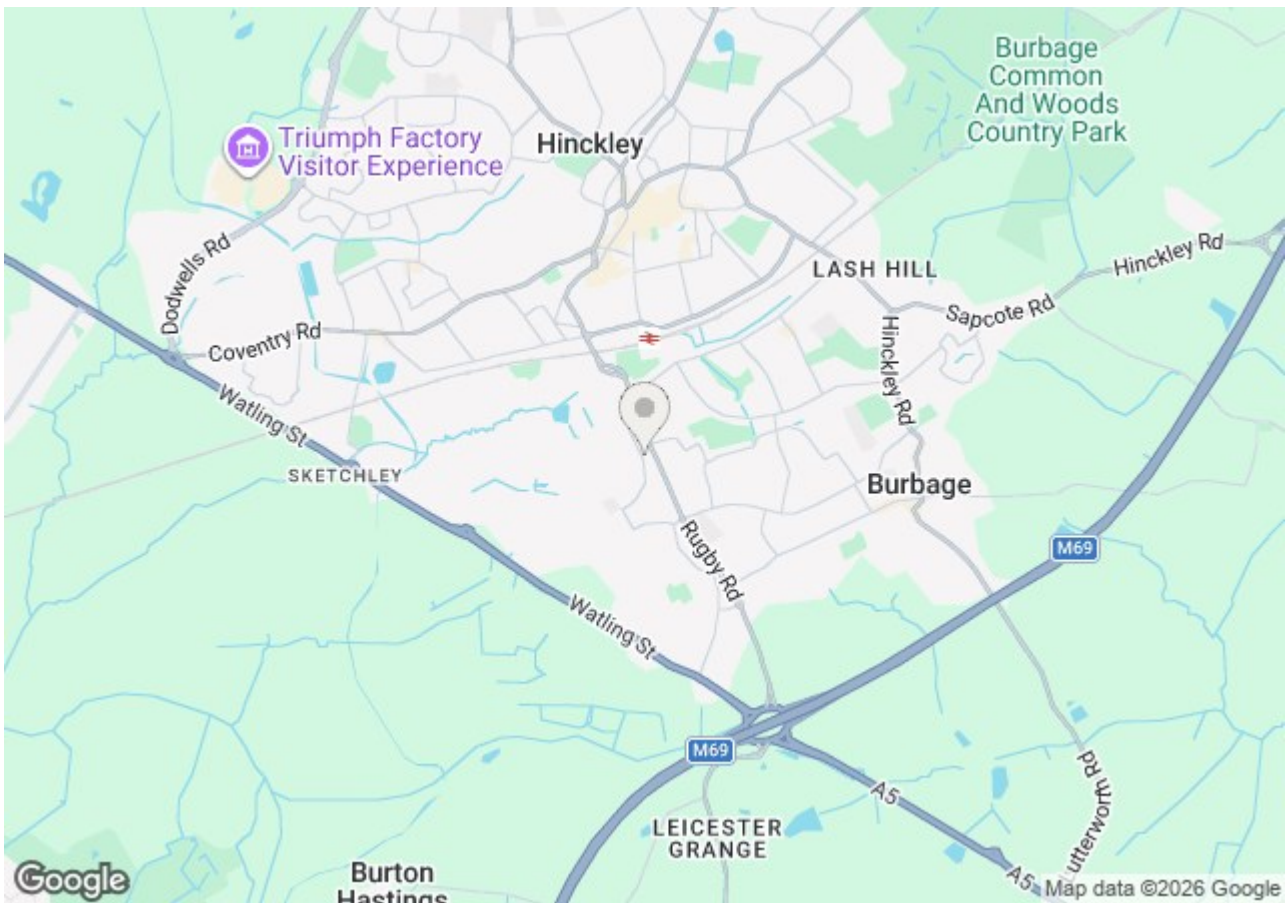 Burbage
Common
And Woods
Country Park
Triumph Factory
Visitor Experience
Hinckley
Dodwells Rd
LASH HILL
Hinckley Rd
Sapcote Rd
Coventry Rd
Hinckley Rd
Watling St
SKETCHLEY
Burbage
Rugby Rd
M69
Watling St
M69
A5
Lutterworth Rd
LEICESTER
GRANGE
Burton
Hastings
A5
Google
Map data ©2026 Google